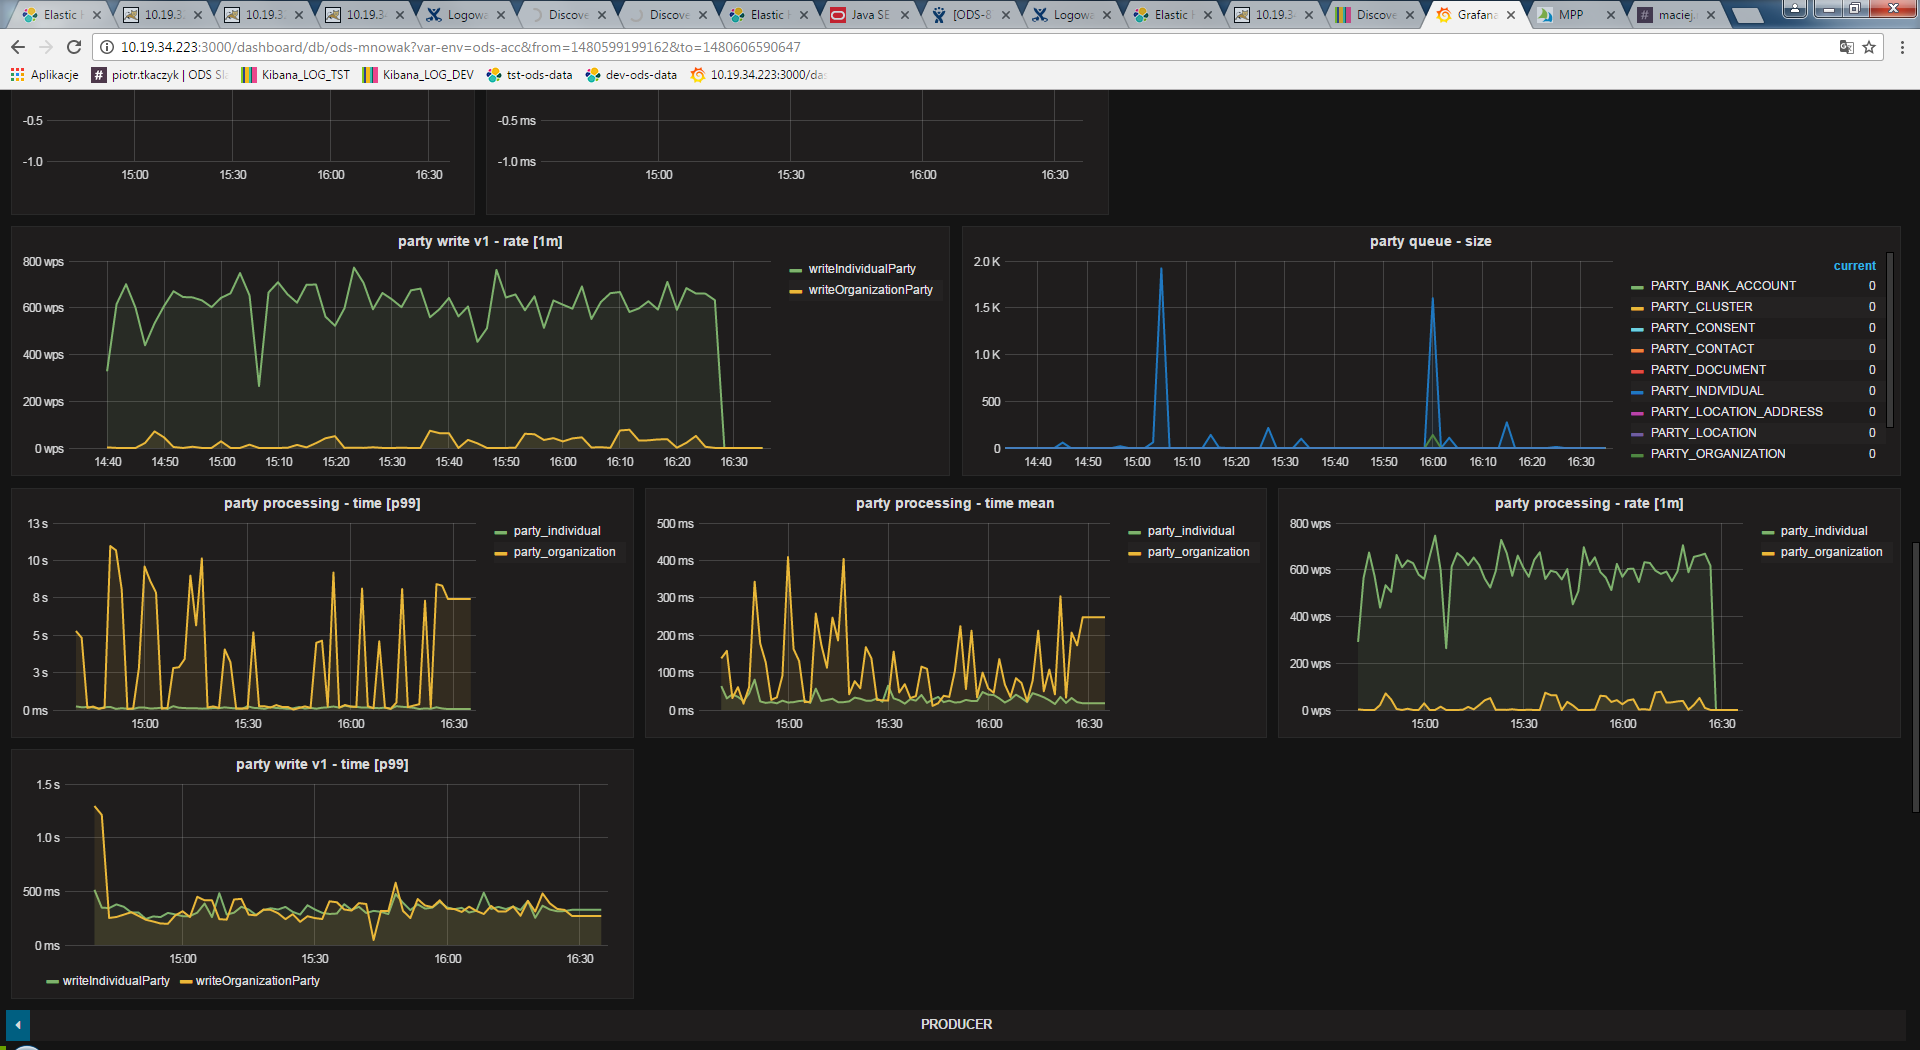 Elastic
10.19.3
10.19.3
10.19.3
Logowa
Discove
Discove
Elastic
Java SE
[ODS-8
Logowa
Elastic
10.19.3
Discove
Grafana
MPP
maciej.
10.19.34.223:3000/dashboard/db/ods-mnowak?var-env=ods-acc&from=1480599199162&to=1480606590647
Aplikacje
piotr.tkaczyk | ODS Sla
Kibana_LOG_TST
Kibana_LOG_DEV
tst-ods-data
dev-ods-data
10.19.34.223:3000/das
-0.5
-1.0
15:00 15:30 16:00 16:30
-0.5 ms
-1.0 ms
15:00 15:30 16:00 16:30
party write v1 - rate [1m]
800 wps
600 wps
400 wps
200 wps
0 wps
14:40 14:50 15:00 15:10 15:20 15:30 15:40 15:50 16:00 16:10 16:20 16:30
writeIndividualParty
writeOrganizationParty
party queue - size
2.0 K
1.5 K
1.0 K
500
0
14:40 14:50 15:00 15:10 15:20 15:30 15:40 15:50 16:00 16:10 16:20 16:30
current
PARTY_BANK_ACCOUNT 0
PARTY_CLUSTER 0
PARTY_CONSENT 0
PARTY_CONTACT 0
PARTY_DOCUMENT 0
PARTY_INDIVIDUAL 0
PARTY_LOCATION_ADDRESS 0
PARTY_LOCATION 0
PARTY_ORGANIZATION 0
party processing - time [p99]
13 s
10 s
8 s
5 s
3 s
0 ms
15:00 15:30 16:00 16:30
party_individual
party_organization
party processing - time mean
500 ms
400 ms
300 ms
200 ms
100 ms
0 ms
15:00 15:30 16:00 16:30
party_individual
party_organization
party processing - rate [1m]
800 wps
600 wps
400 wps
200 wps
0 wps
15:00 15:30 16:00 16:30
party_individual
party_organization
party write v1 - time [p99]
1.5 s
1.0 s
500 ms
0 ms
15:00 15:30 16:00 16:30
writeIndividualParty writeOrganizationParty
PRODUCER